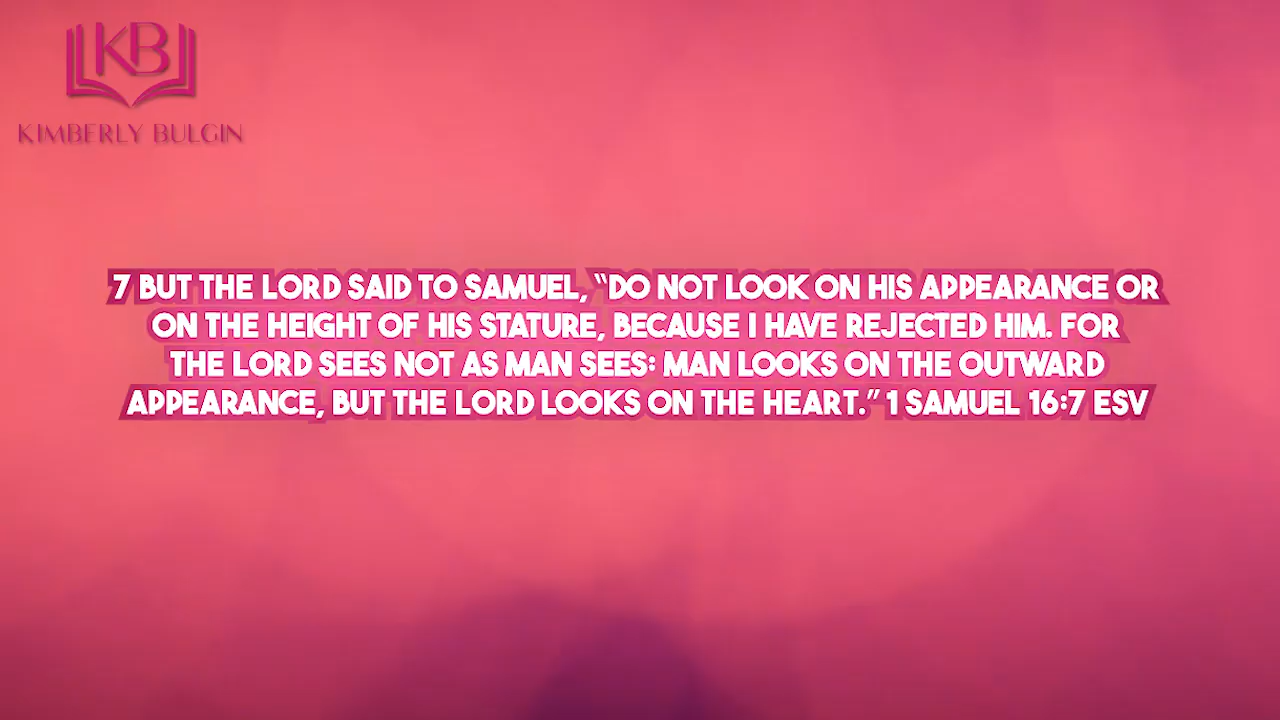 KB
KIMBERLY BULGIN
7 BUT THE LORD SAID TO SAMUEL, “DO NOT LOOK ON HIS APPEARANCE OR
ON THE HEIGHT OF HIS STATURE, BECAUSE I HAVE REJECTED HIM. FOR
THE LORD SEES NOT AS MAN SEES: MAN LOOKS ON THE OUTWARD
APPEARANCE, BUT THE LORD LOOKS ON THE HEART.” 1 SAMUEL 16:7 ESV